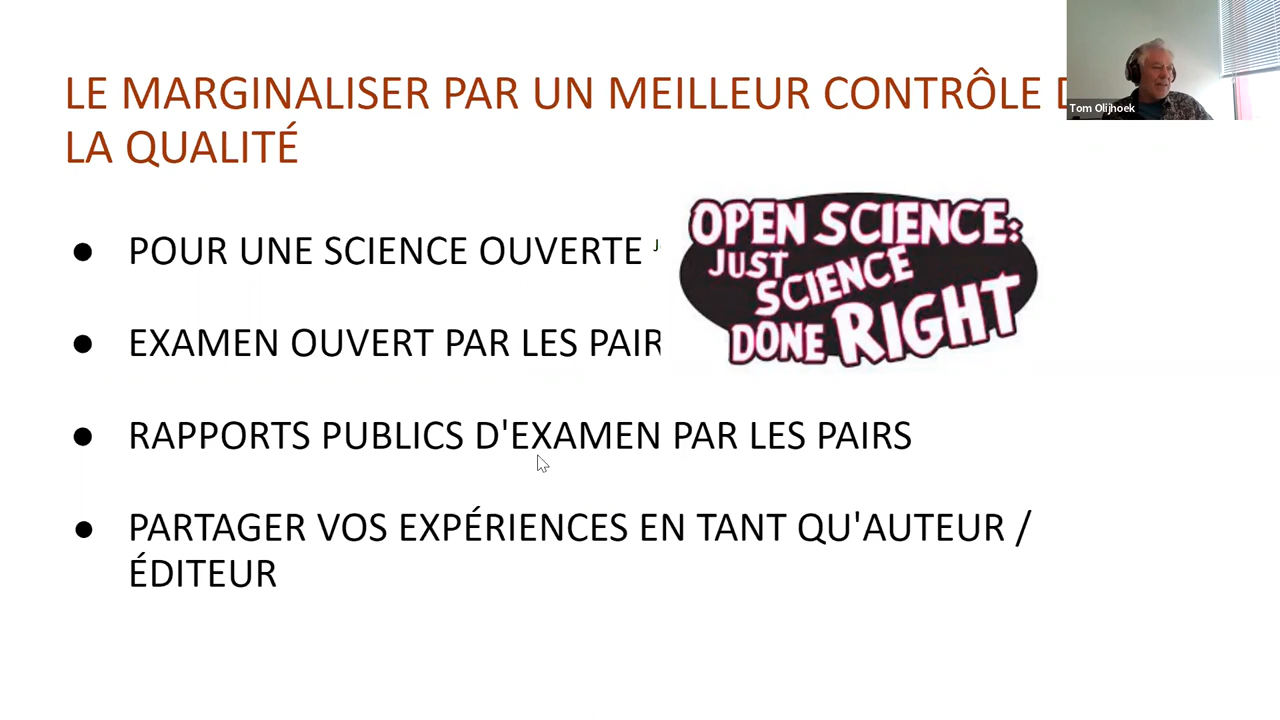 LE MARGINALISER PAR UN MEILLEUR CONTRÔLE
LA QUALITÉ
Tom Olijhoek
POUR UNE SCIENCE OUVERTE
OPEN SCIENCE:
JUST
SCIENCE
DONE RIGHT
EXAMEN OUVERT PAR LES
RAPPORTS PUBLICS D'EXAMEN PAR LES PAIRS
PARTAGER VOS EXPÉRIENCES EN TANT QU'AUTEUR /
ÉDITEUR